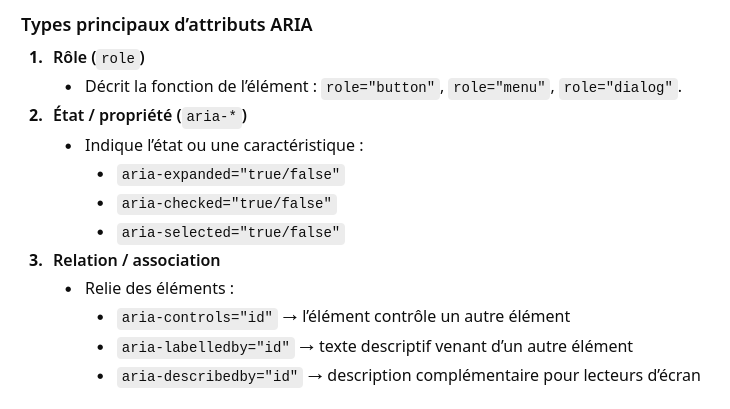 Types principaux d’attributs ARIA
1. Rôle ( role )
• Décrit la fonction de l’élément : role="button" , role="menu" , role="dialog" .
2. État / propriété ( aria-* )
• Indique l’état ou une caractéristique :
• aria-expanded="true/false"
• aria-checked="true/false"
• aria-selected="true/false"
3. Relation / association
• Relie des éléments :
• aria-controls="id" → l’élément contrôle un autre élément
• aria-labelledby="id" → texte descriptif venant d’un autre élément
• aria-describedby="id" → description complémentaire pour lecteurs d’écran